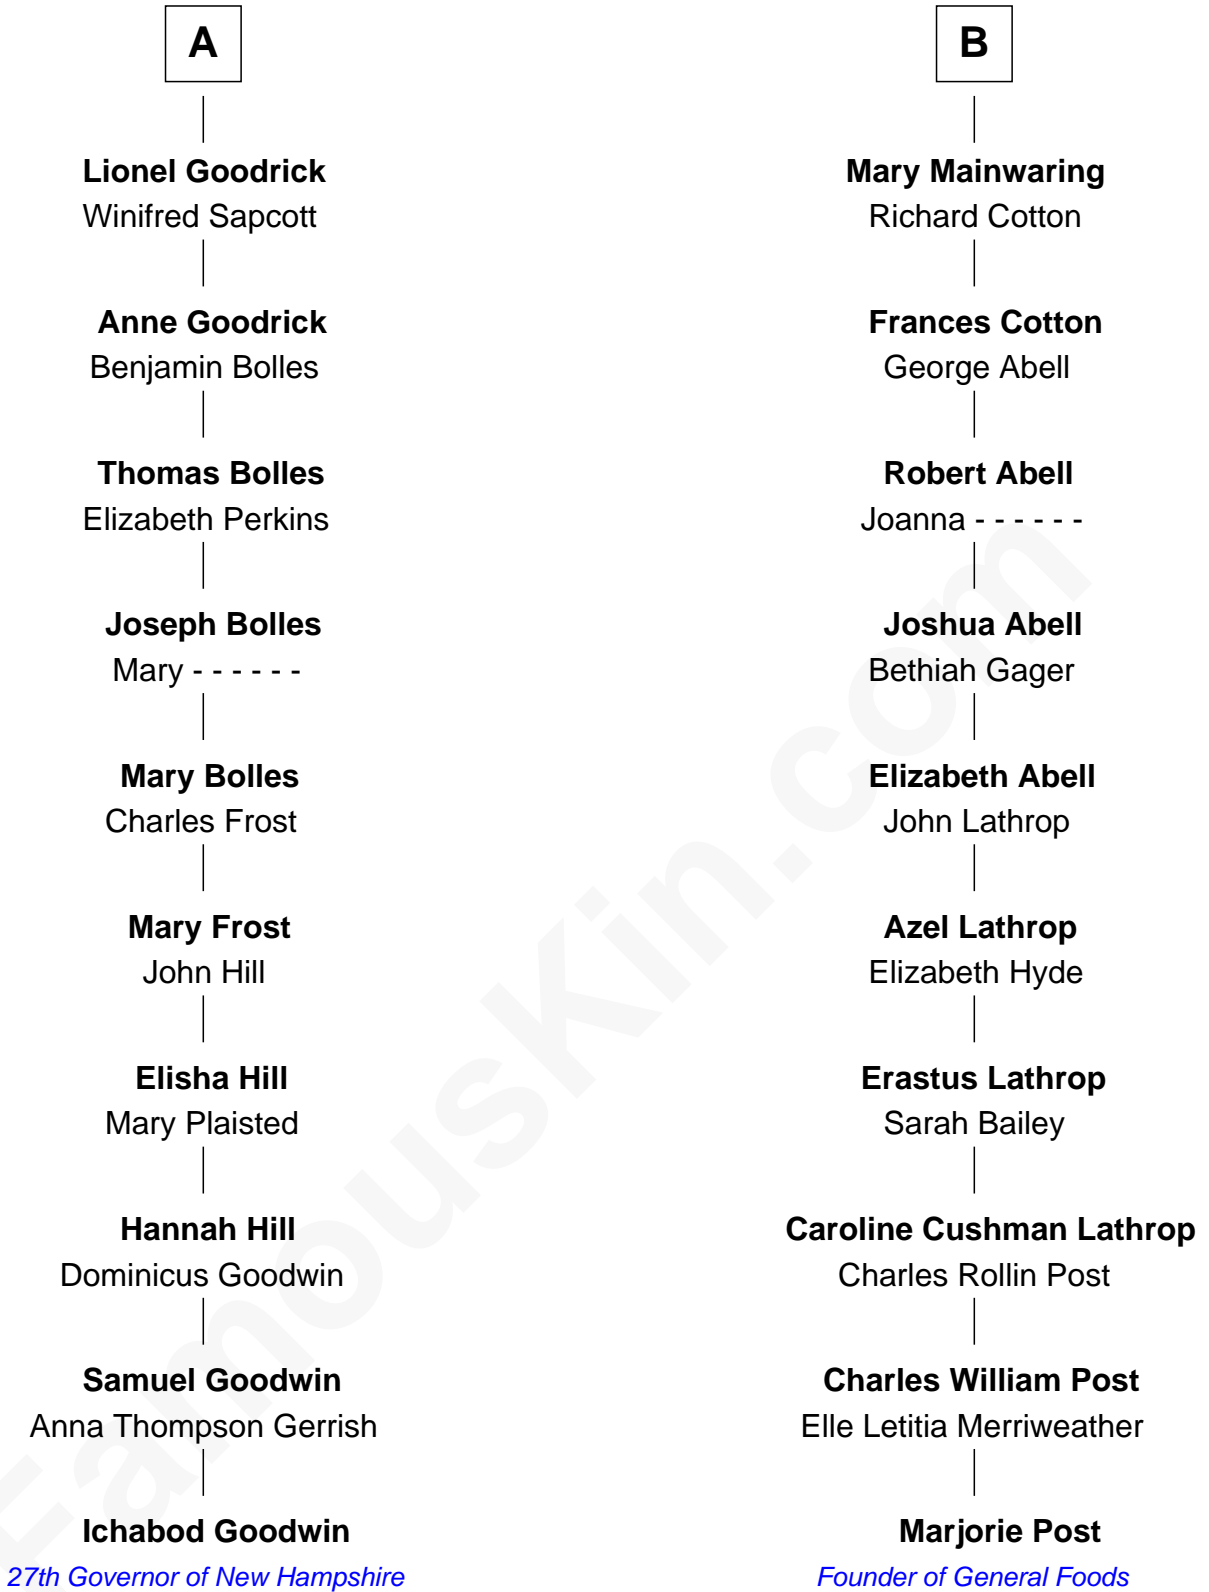 A
Lionel Goodrick
Winifred Sapcott
Anne Goodrick
Benjamin Bolles
Thomas Bolles
Elizabeth Perkins
Joseph Bolles
Mary - - - - - -
Mary Bolles
Charles Frost
Mary Frost
John Hill
Elisha Hill
Mary Plaisted
Hannah Hill
Dominicus Goodwin
Samuel Goodwin
Anna Thompson Gerrish
Ichabod Goodwin
27th Governor of New Hampshire
B
Mary Mainwaring
Richard Cotton
Frances Cotton
George Abell
Robert Abell
Joanna - - - - - -
Joshua Abell
Bethiah Gager
Elizabeth Abell
John Lathrop
Azel Lathrop
Elizabeth Hyde
Erastus Lathrop
Sarah Bailey
Caroline Cushman Lathrop
Charles Rollin Post
Charles William Post
Elle Letitia Merriweather
Marjorie Post
Founder of General Foods
FamousKin.com